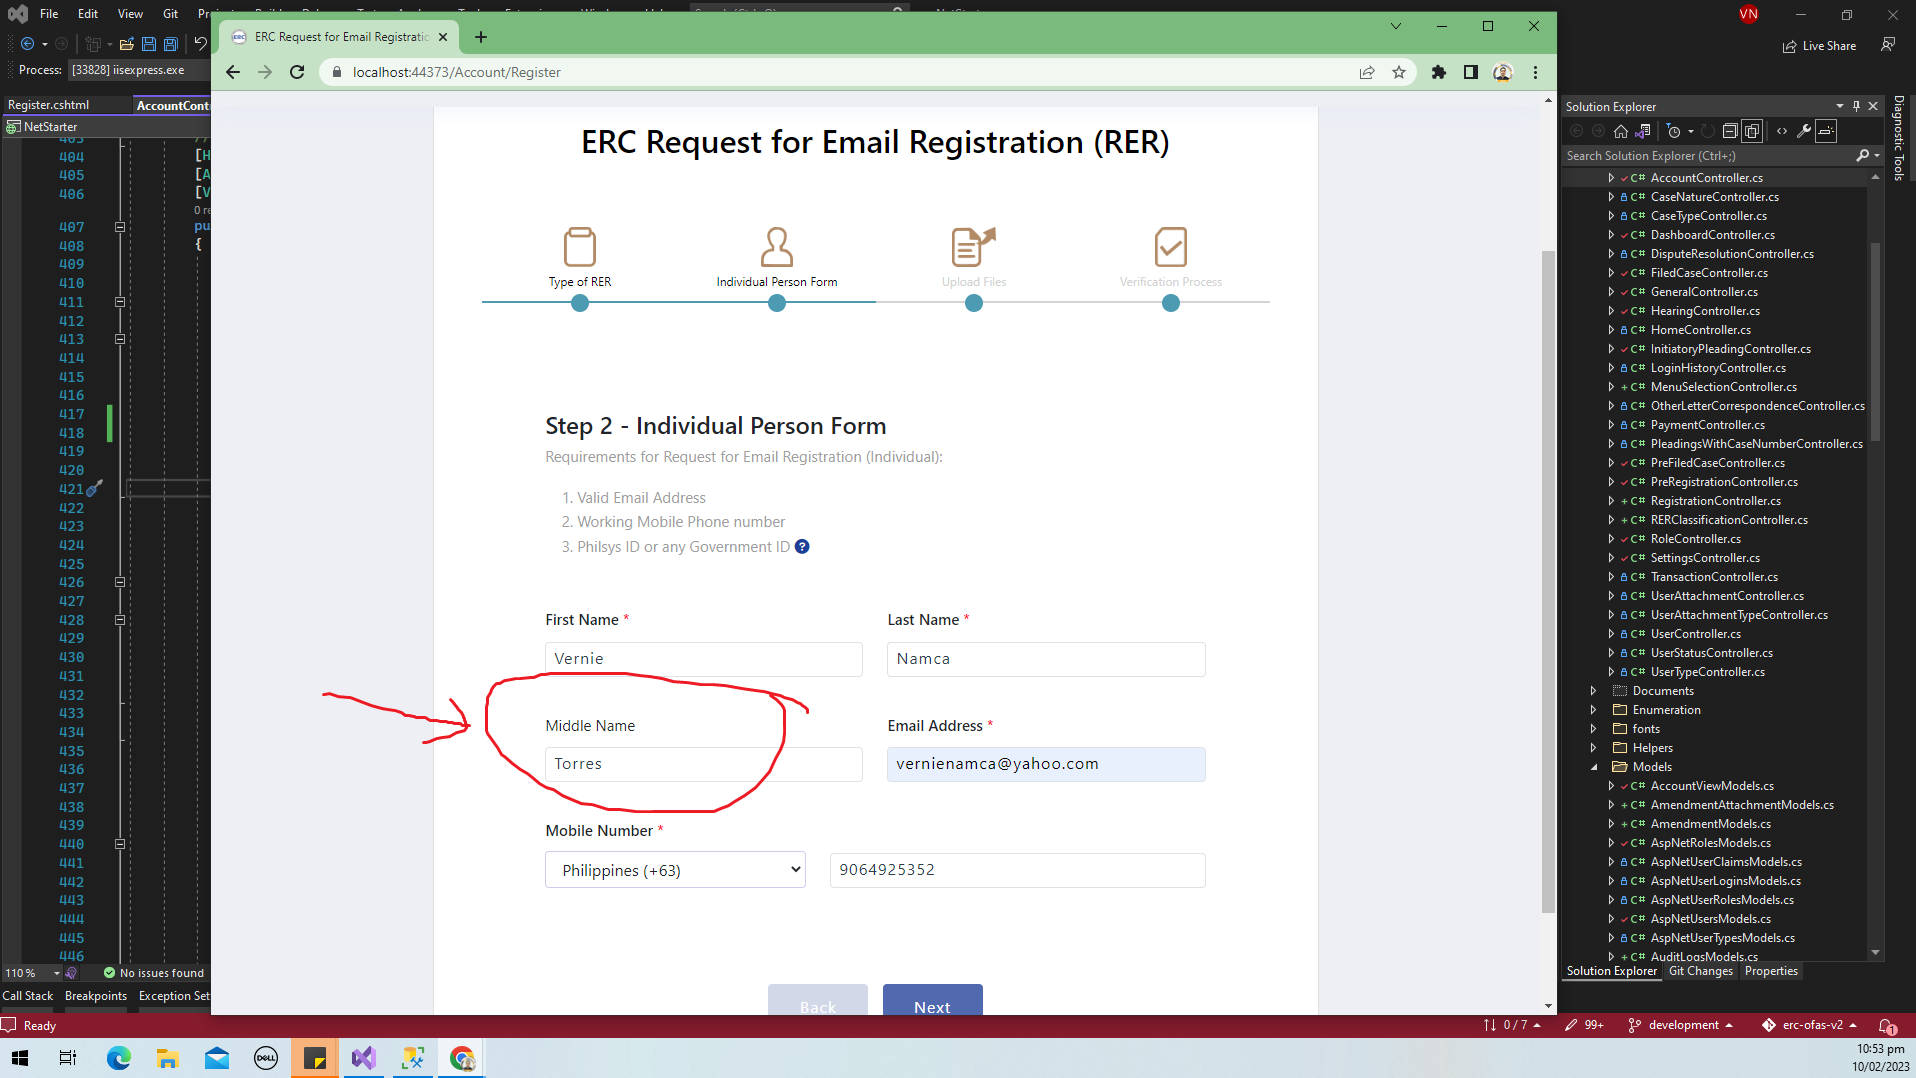 File Edit View Git
VN
Live Share
Process: [33828] iisexpress.exe
ERC Request for Email Registratio
localhost:44373/Account/Register
Register.cshtml AccountCont
NetStarter
404 [H
405 [A
406 [V
0 re
407 pu
408 {
409
410
411
412
413
414
415
416
417
418
419
420
421
422
423
424
425
426
427
428
429
430
431
432
433
434
435
436
437
438
439
440
441
442
443
444
445
446
110 % No issues found
Call Stack Breakpoints Exception Set
ERC Request for Email Registration (RER)
Type of RER
Individual Person Form
Upload Files
Verification Process
Step 2 - Individual Person Form
Requirements for Request for Email Registration (Individual):
1. Valid Email Address
2. Working Mobile Phone number
3. Philsys ID or any Government ID ?
First Name * Last Name *
Vernie Namca
Middle Name Email Address *
Torres vernienamca@yahoo.com
Mobile Number *
Philippines (+63) 9064925352
Back Next
Solution Explorer
Search Solution Explorer (Ctrl+;)
C# AccountController.cs
C# CaseNatureController.cs
C# CaseTypeController.cs
C# DashboardController.cs
C# DisputeResolutionController.cs
C# FiledCaseController.cs
C# GeneralController.cs
C# HearingController.cs
C# HomeController.cs
C# InitiatoryPleadingController.cs
C# LoginHistoryController.cs
C# MenuSelectionController.cs
C# OtherLetterCorrespondenceController.cs
C# PaymentController.cs
C# PleadingsWithCaseNumberController.cs
C# PreFiledCaseController.cs
C# PreRegistrationController.cs
C# RegistrationController.cs
C# RERClassificationController.cs
C# RoleController.cs
C# SettingsController.cs
C# TransactionController.cs
C# UserAttachmentController.cs
C# UserAttachmentTypeController.cs
C# UserController.cs
C# UserStatusController.cs
C# UserTypeController.cs
Documents
Enumeration
fonts
Helpers
Models
C# AccountViewModels.cs
C# AmendmentAttachmentModels.cs
C# AmendmentModels.cs
C# AspNetRolesModels.cs
C# AspNetUserClaimsModels.cs
C# AspNetUserLoginsModels.cs
C# AspNetUserRolesModels.cs
C# AspNetUsersModels.cs
C# AspNetUserTypesModels.cs
C# AuditLogsModels.cs
Solution Explorer Git Changes Properties
Diagnostic Tools
Ready
0 / 7 99+ development erc-ofas-v2 1
DELL
10:53 pm
10/02/2023